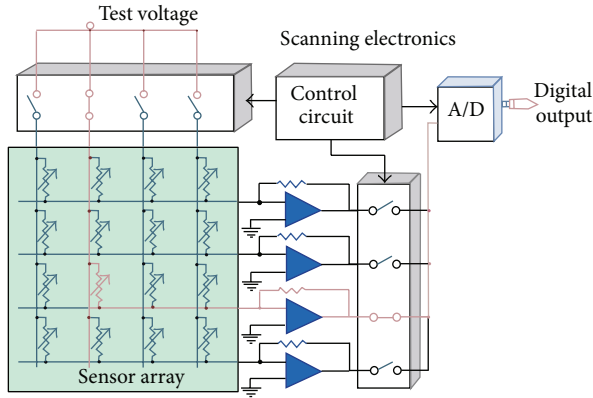 Test voltage
Scanning electronics
Control
circuit
A/D
Digital
output
Sensor array